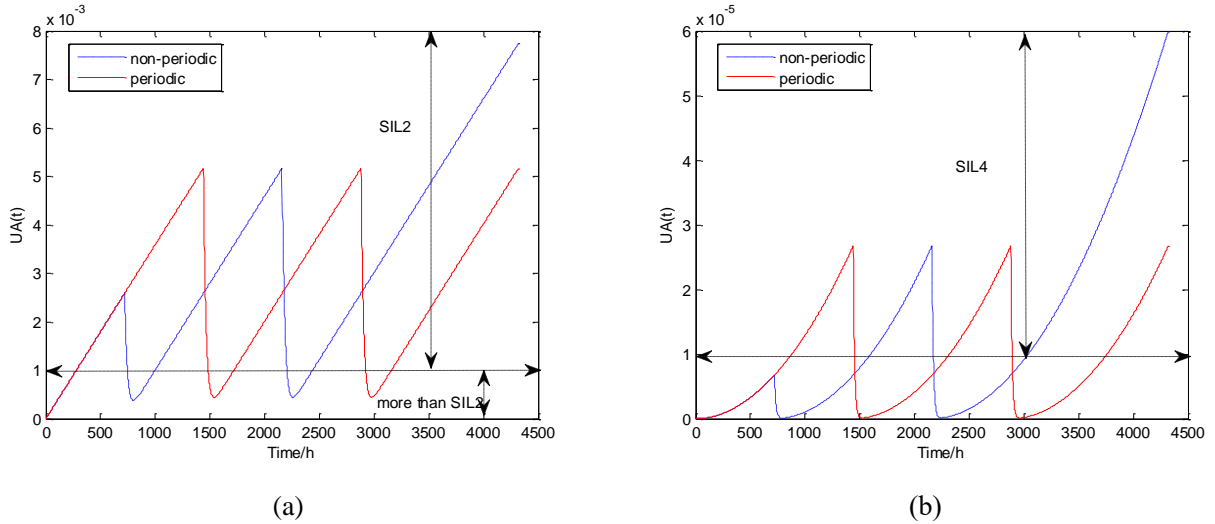 x 10^-3
8
7
6
5
4
3
2
1
0
UA(t)
non-periodic
periodic
SIL2
more than SIL2
0 500 1000 1500 2000 2500 3000 3500 4000 4500
Time/h
(a)
x 10^-5
6
5
4
3
2
1
0
UA(t)
non-periodic
periodic
SIL4
0 500 1000 1500 2000 2500 3000 3500 4000 4500
Time/h
(b)